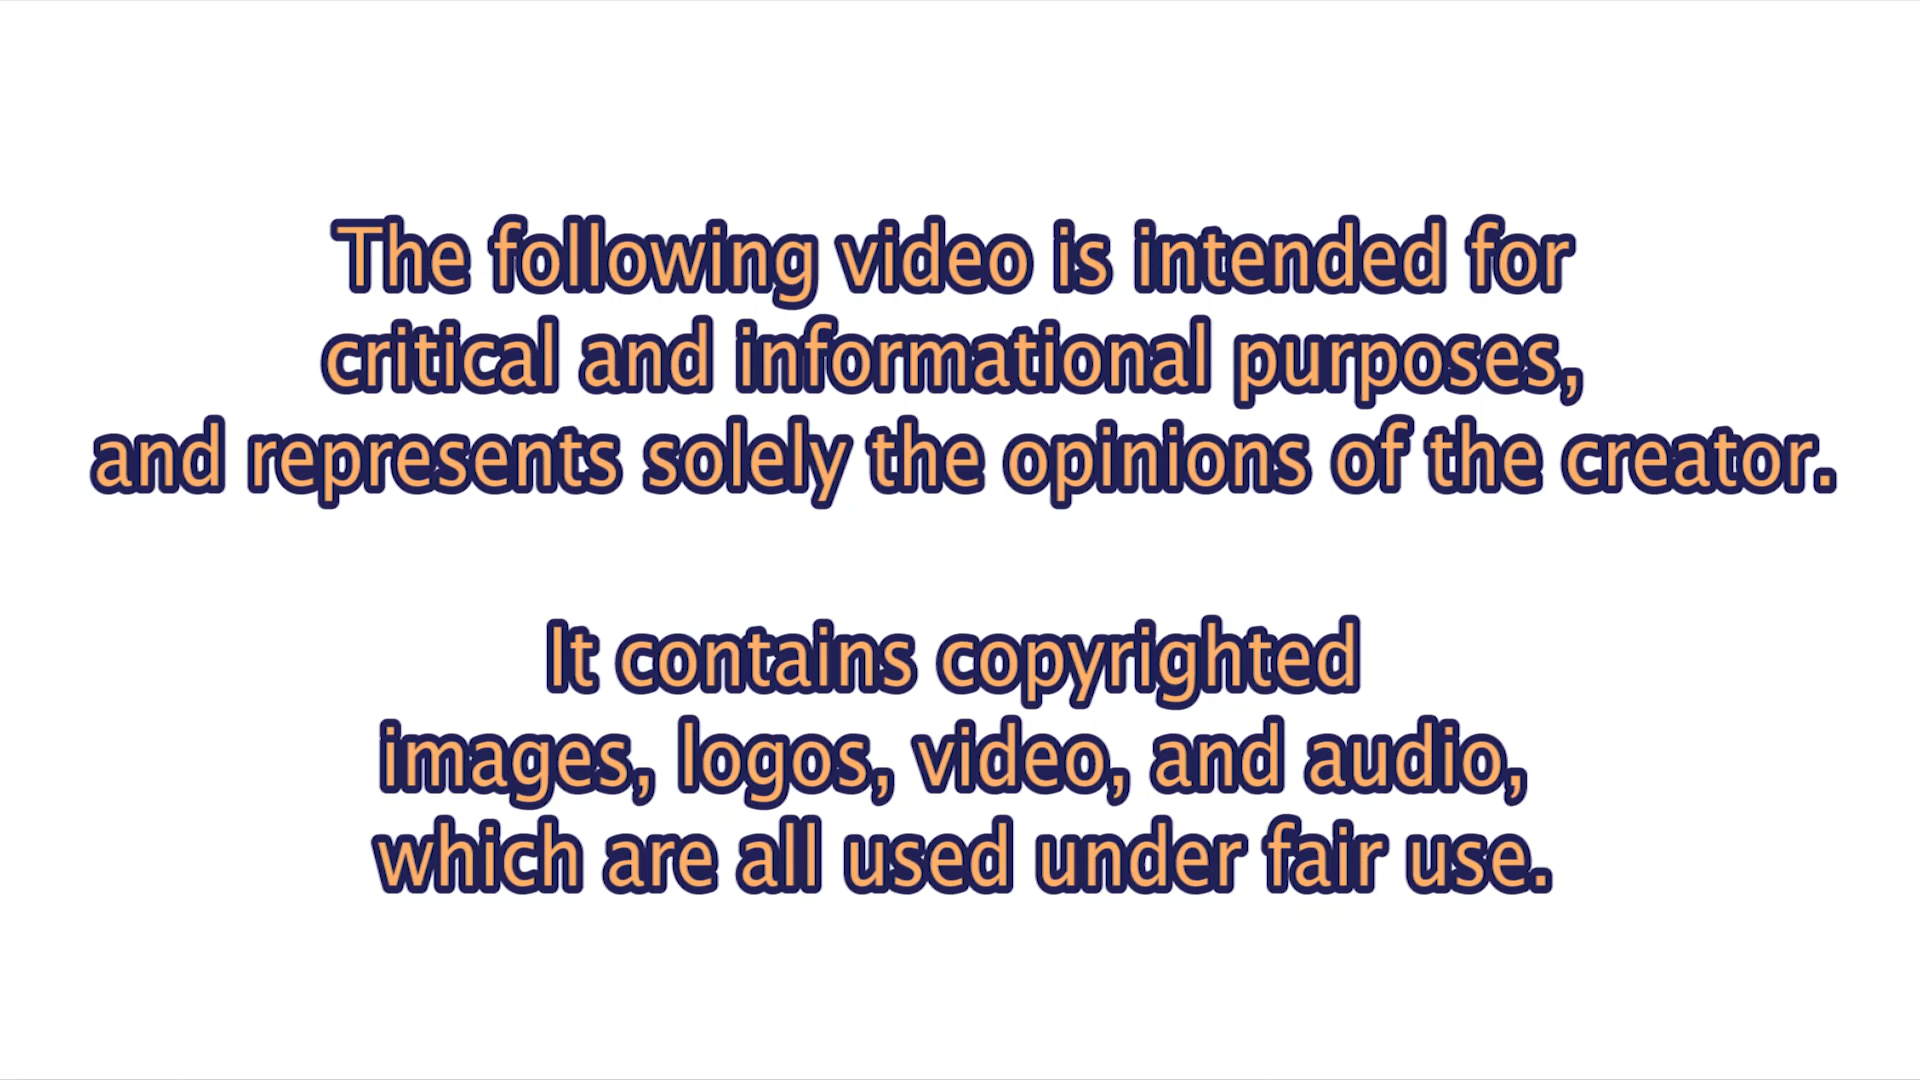 The following video is intended for
critical and informational purposes,
and represents solely the opinions of the creator.
It contains copyrighted
images, logos, video, and audio,
which are all used under fair use.